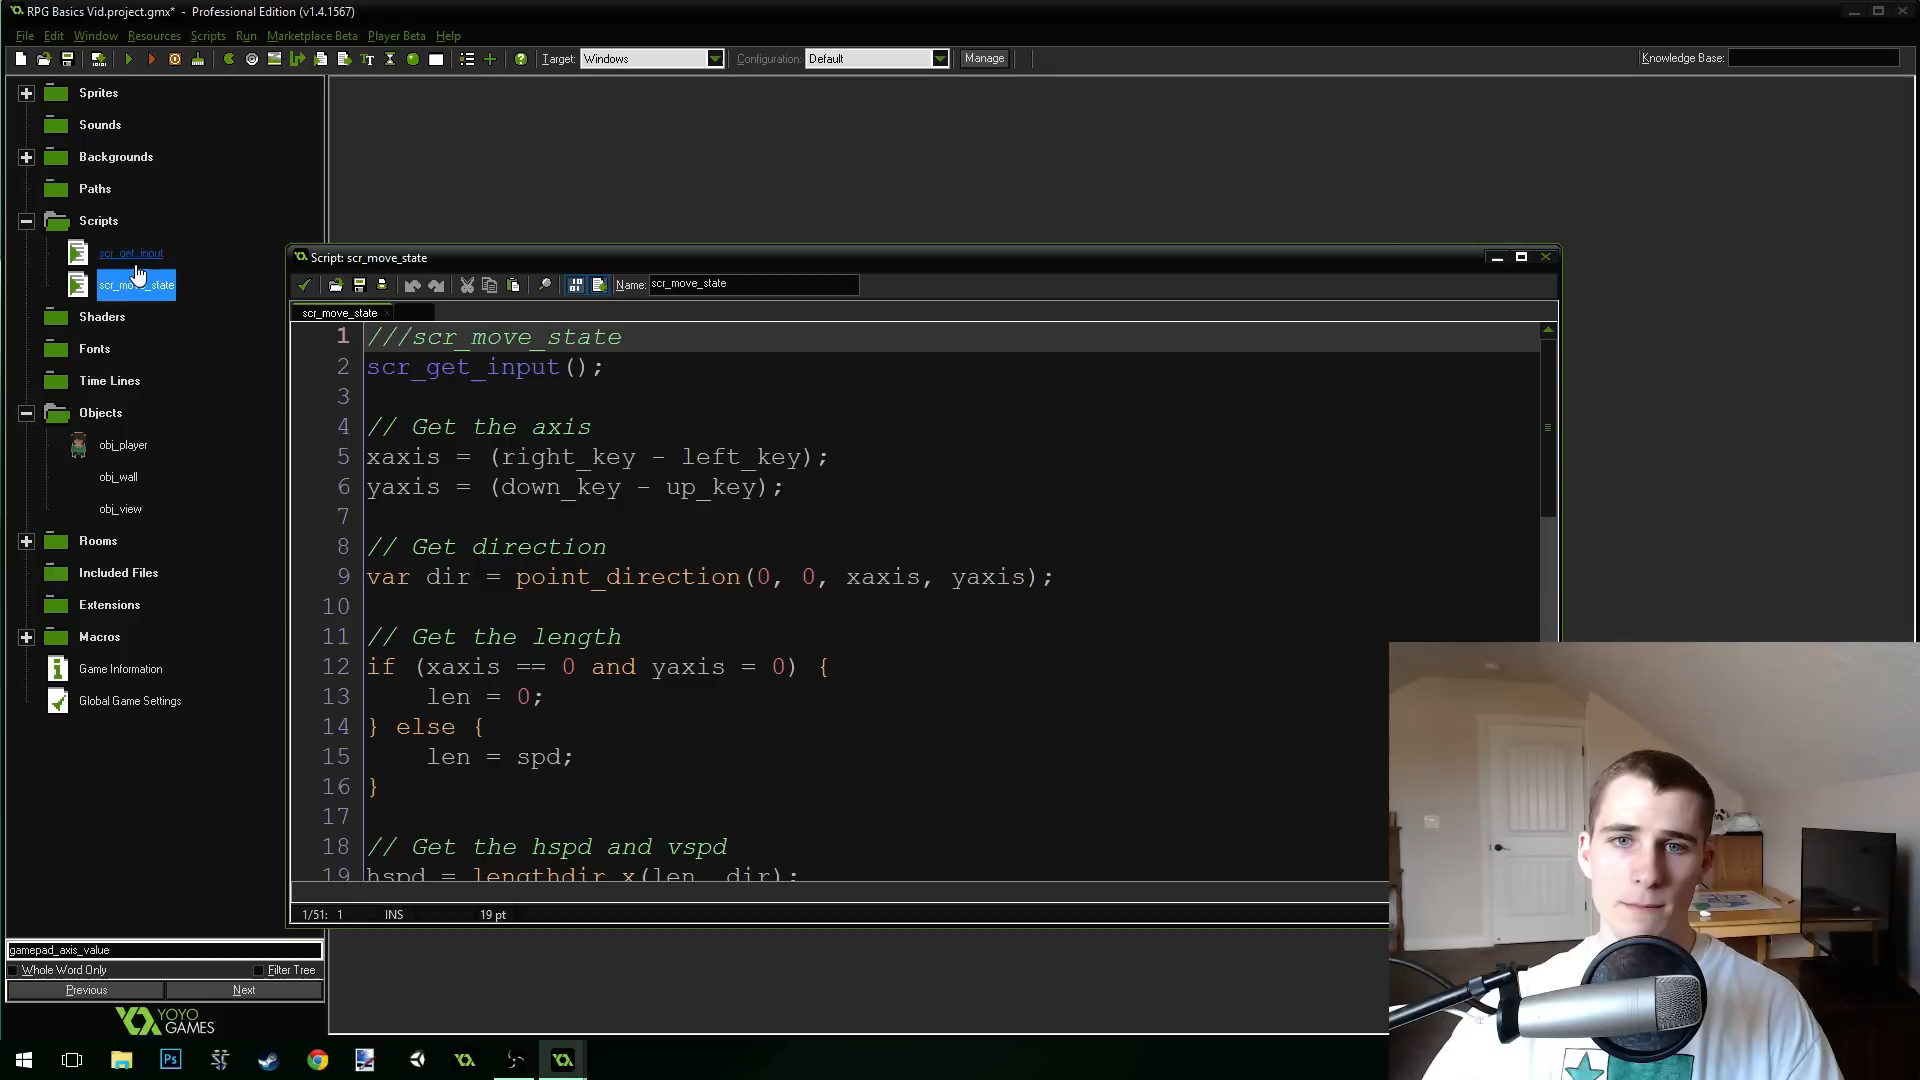 RPG Basics Vid.project.gmx* - Professional Edition (v1.4.1567)
File Edit Window Resources Scripts Run Marketplace Beta Player Beta Help
Target: Windows Configuration: Default Manage Knowledge Base:
Sprites
Sounds
Backgrounds
Paths
Scripts
scr_get_input
scr_move_state
Shaders
Fonts
Time Lines
Objects
obj_player
obj_wall
obj_view
Rooms
Included Files
Extensions
Macros
Game Information
Global Game Settings
gamepad_axis_value
Whole Word Only Filter Tree
Previous Next
YOYO
GAMES
Script: scr_move_state
Name: scr_move_state
scr_move_state
1 ///scr_move_state
2 scr_get_input();
3
4 // Get the axis
5 xaxis = (right_key - left_key);
6 yaxis = (down_key - up_key);
7
8 // Get direction
9 var dir = point_direction(0, 0, xaxis, yaxis);
10
11 // Get the length
12 if (xaxis == 0 and yaxis = 0) {
13 len = 0;
14 } else {
15 len = spd;
16 }
17
18 // Get the hspd and vspd
19 hspd = lengthdir_x(len, dir);
1/51: 1 INS 19 pt
Ps